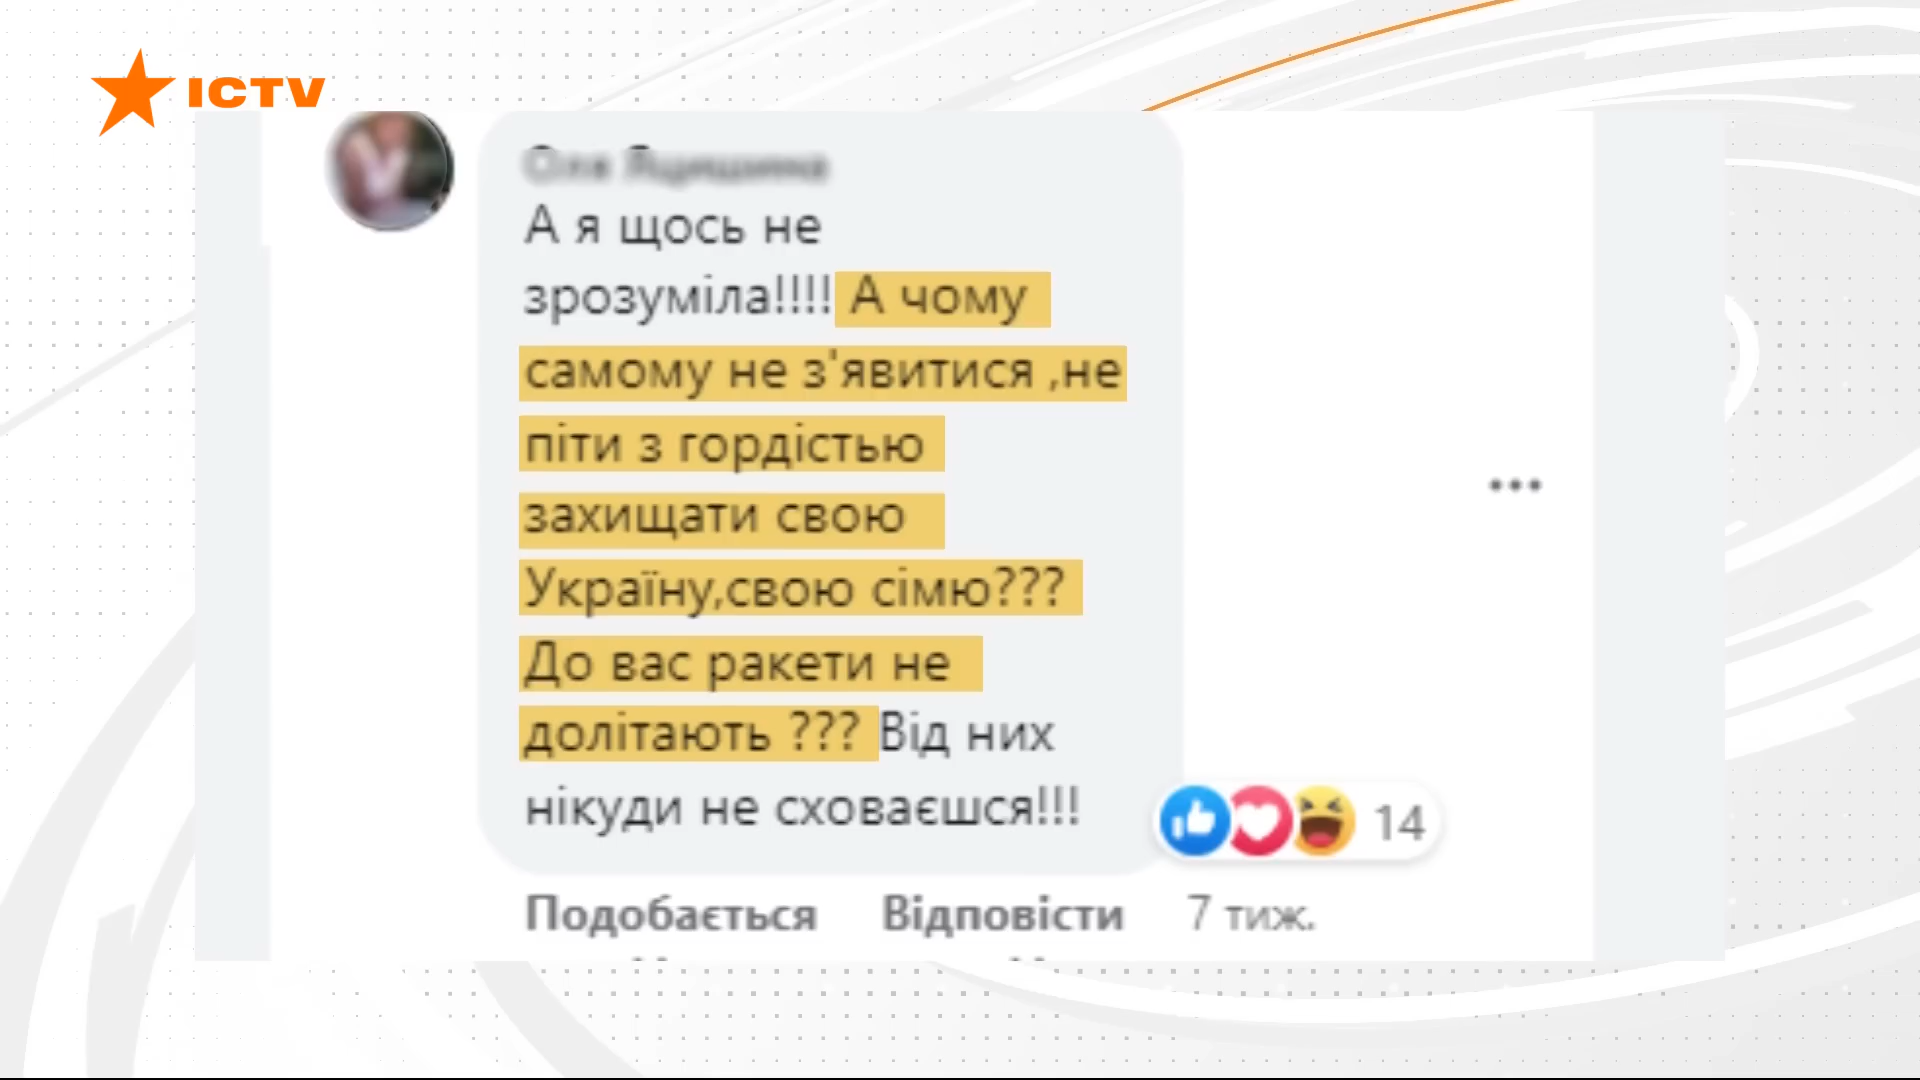 ICTV
А я щось не
зрозуміла!!!! А чому
самому не з'явитися ,не
піти з гордістью
захищати свою
Україну,свою сімю???
До вас ракети не
долітають ??? Від них
нікуди не сховаєшся!!!
14
Подобається Відповісти 7 тиж.